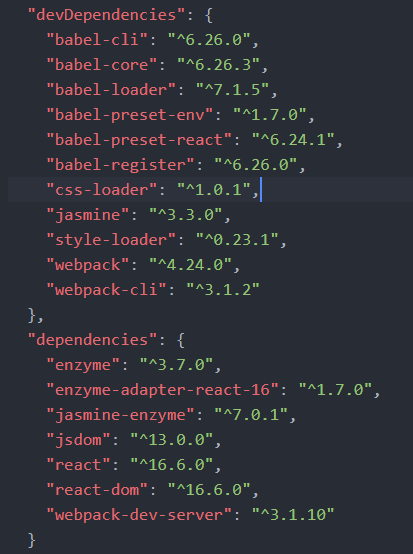 "devDependencies": {
"babel-cli": "^6.26.0",
"babel-core": "^6.26.3",
"babel-loader": "^7.1.5",
"babel-preset-env": "^1.7.0",
"babel-preset-react": "^6.24.1",
"babel-register": "^6.26.0",
"css-loader": "^1.0.1",
"jasmine": "^3.3.0",
"style-loader": "^0.23.1",
"webpack": "^4.24.0",
"webpack-cli": "^3.1.2"
},
"dependencies": {
"enzyme": "^3.7.0",
"enzyme-adapter-react-16": "^1.7.0",
"jasmine-enzyme": "^7.0.1",
"jsdom": "^13.0.0",
"react": "^16.6.0",
"react-dom": "^16.6.0",
"webpack-dev-server": "^3.1.10"
}